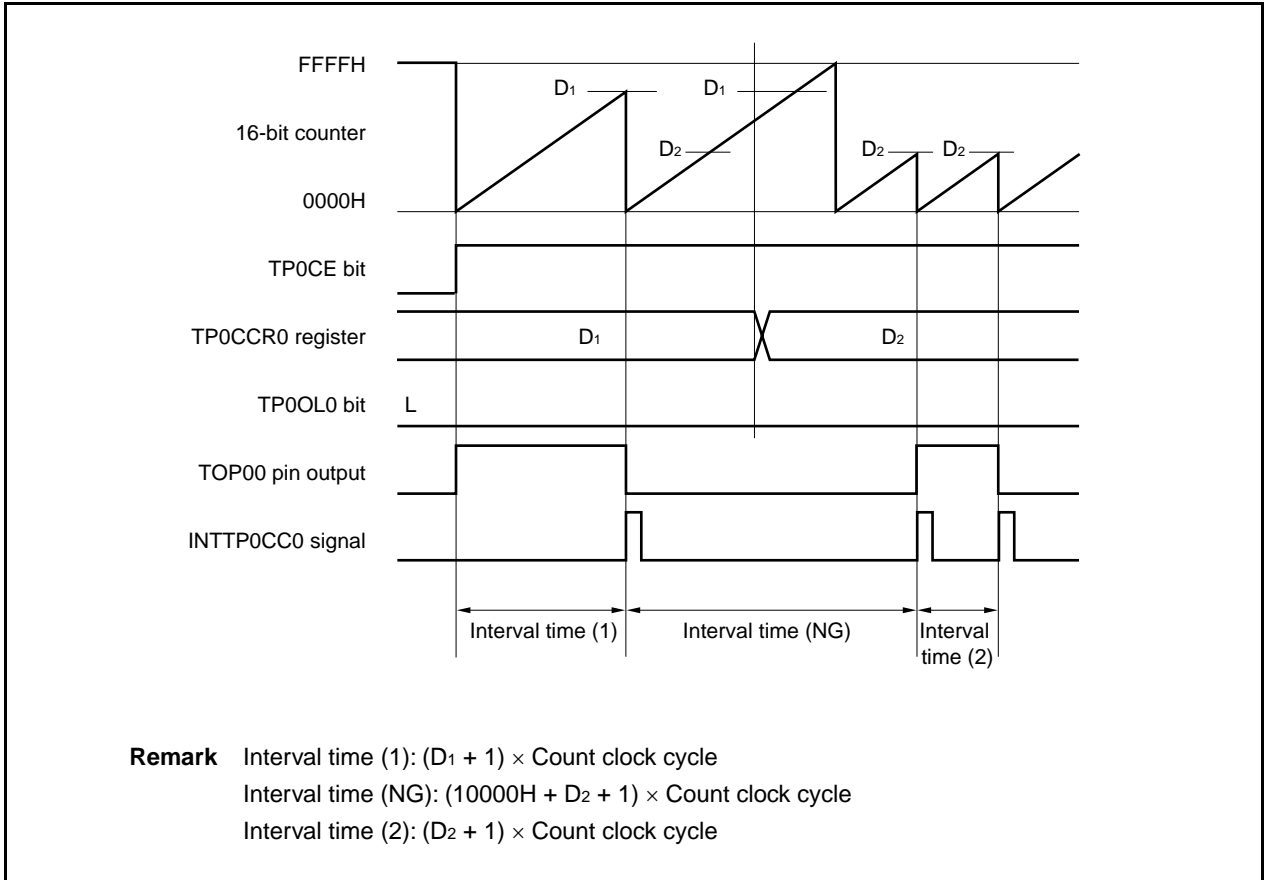 FFFFH
D1
D1
16-bit counter
D2
D2
D2
0000H
TP0CE bit
TP0CCR0 register
D1
D2
TP0OL0 bit
L
TOP00 pin output
INTTP0CC0 signal
Interval time (1)
Interval time (NG)
Interval
time (2)
Remark Interval time (1): (D1 + 1) × Count clock cycle
Interval time (NG): (10000H + D2 + 1) × Count clock cycle
Interval time (2): (D2 + 1) × Count clock cycle